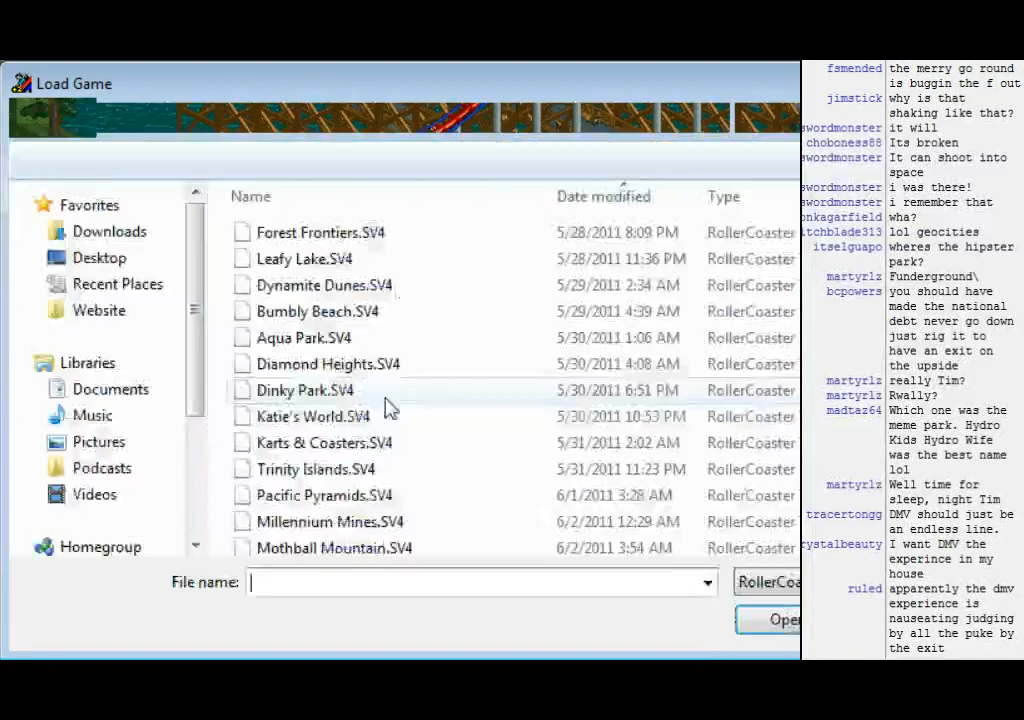 Load Game
Name Date modified Type
Favorites
Downloads
Desktop
Recent Places
Website
Libraries
Documents
Music
Pictures
Podcasts
Videos
Homegroup
Forest Frontiers.SV4 5/28/2011 8:09 PM RollerCoaster
Leafy Lake.SV4 5/28/2011 11:36 PM RollerCoaster
Dynamite Dunes.SV4 5/29/2011 2:34 AM RollerCoaster
Bumbly Beach.SV4 5/29/2011 4:39 AM RollerCoaster
Aqua Park.SV4 5/30/2011 1:06 AM RollerCoaster
Diamond Heights.SV4 5/30/2011 4:08 AM RollerCoaster
Dinky Park.SV4 5/30/2011 6:51 PM RollerCoaster
Katie's World.SV4 5/30/2011 10:53 PM RollerCoaster
Karts & Coasters.SV4 5/31/2011 2:02 AM RollerCoaster
Trinity Islands.SV4 5/31/2011 11:23 PM RollerCoaster
Pacific Pyramids.SV4 6/1/2011 3:28 AM RollerCoaster
Millennium Mines.SV4 6/2/2011 12:29 AM RollerCoaster
Mothball Mountain.SV4 6/2/2011 3:54 AM RollerCoaster
File name: RollerCoa
Open
fsmended the merry go round
is buggin the f out
jimstick why is that
shaking like that?
swordmonster it will
choboness88 Its broken
swordmonster It can shoot into
space
swordmonster i was there!
swordmonster i remember that
onkagarfield wha?
itchblade313 lol geocities
itselguapo wheres the hipster
park?
martyrlz Funderground\
bcpowers you should have
made the national
debt never go down
just rig it to
have an exit on
the upside
martyrlz really Tim?
martyrlz Rwally?
madtaz64 Which one was the
meme park. Hydro
Kids Hydro Wife
was the best name
lol
martyrlz Well time for
sleep, night Tim
tracertongg DMV should just be
an endless line.
rystalbeauty I want DMV the
experince in my
house
ruled apparently the dmv
experience is
nauseating judging
by all the puke by
the exit